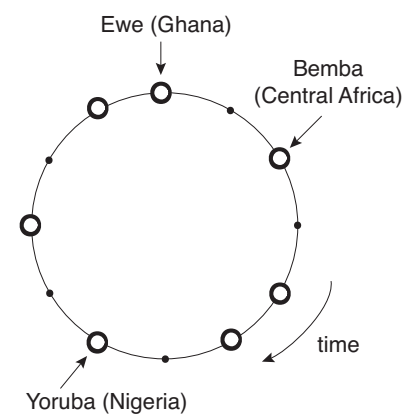 Ewe (Ghana)
Bemba
(Central Africa)
time
Yoruba (Nigeria)